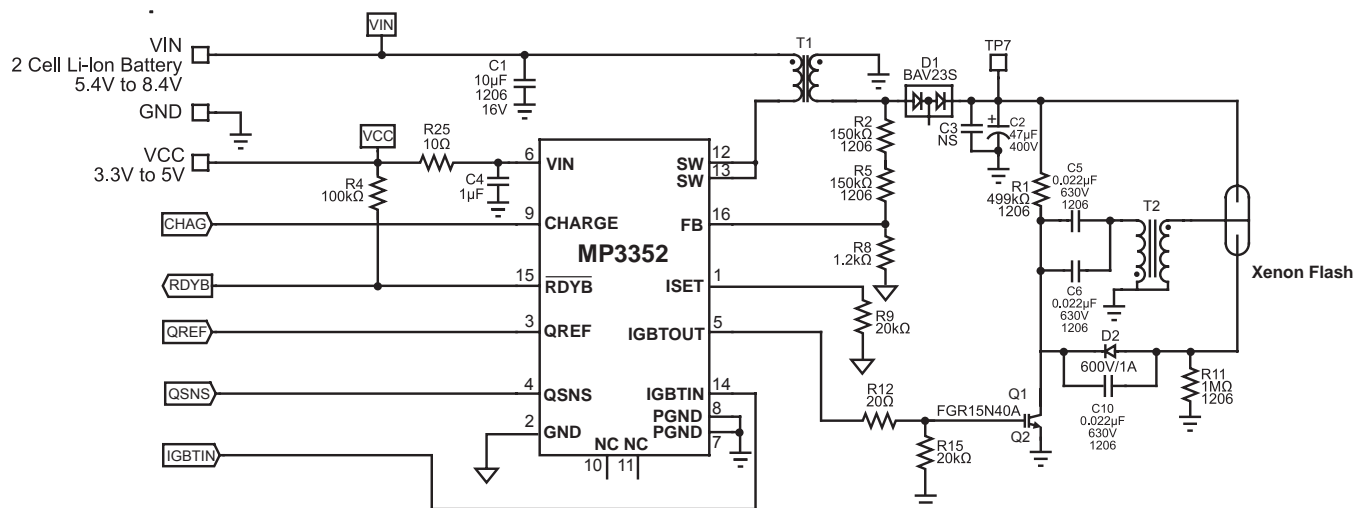 VIN
T1
VIN
2 Cell Li-Ion Battery
5.4V to 8.4V
C1
10µF
1206
16V
TP7
D1
BAV23S
GND
VCC
R25
10Ω
R2
150kΩ
1206
C3
NS
+
C2
47µF
400V
VCC
3.3V to 5V
R4
100kΩ
C4
1µF
6
VIN
SW
12
SW
13
R5
150kΩ
1206
R1
499kΩ
1206
C5
0.022µF
630V
1206
T2
CHAG
9
CHARGE
FB
16
MP3352
R8
1.2kΩ
Xenon Flash
RDYB
15
RDYB
ISET
1
C6
0.022µF
630V
1206
R9
20kΩ
QREF
3
QREF
IGBTOUT
5
D2
600V/1A
R11
1MΩ
1206
QSNS
4
QSNS
IGBTIN
14
R12
20Ω
Q1
FGR15N40A
Q2
C10
0.022µF
630V
1206
PGND
8
PGND
7
2
GND
NC NC
10
11
R15
20kΩ
IGBTIN